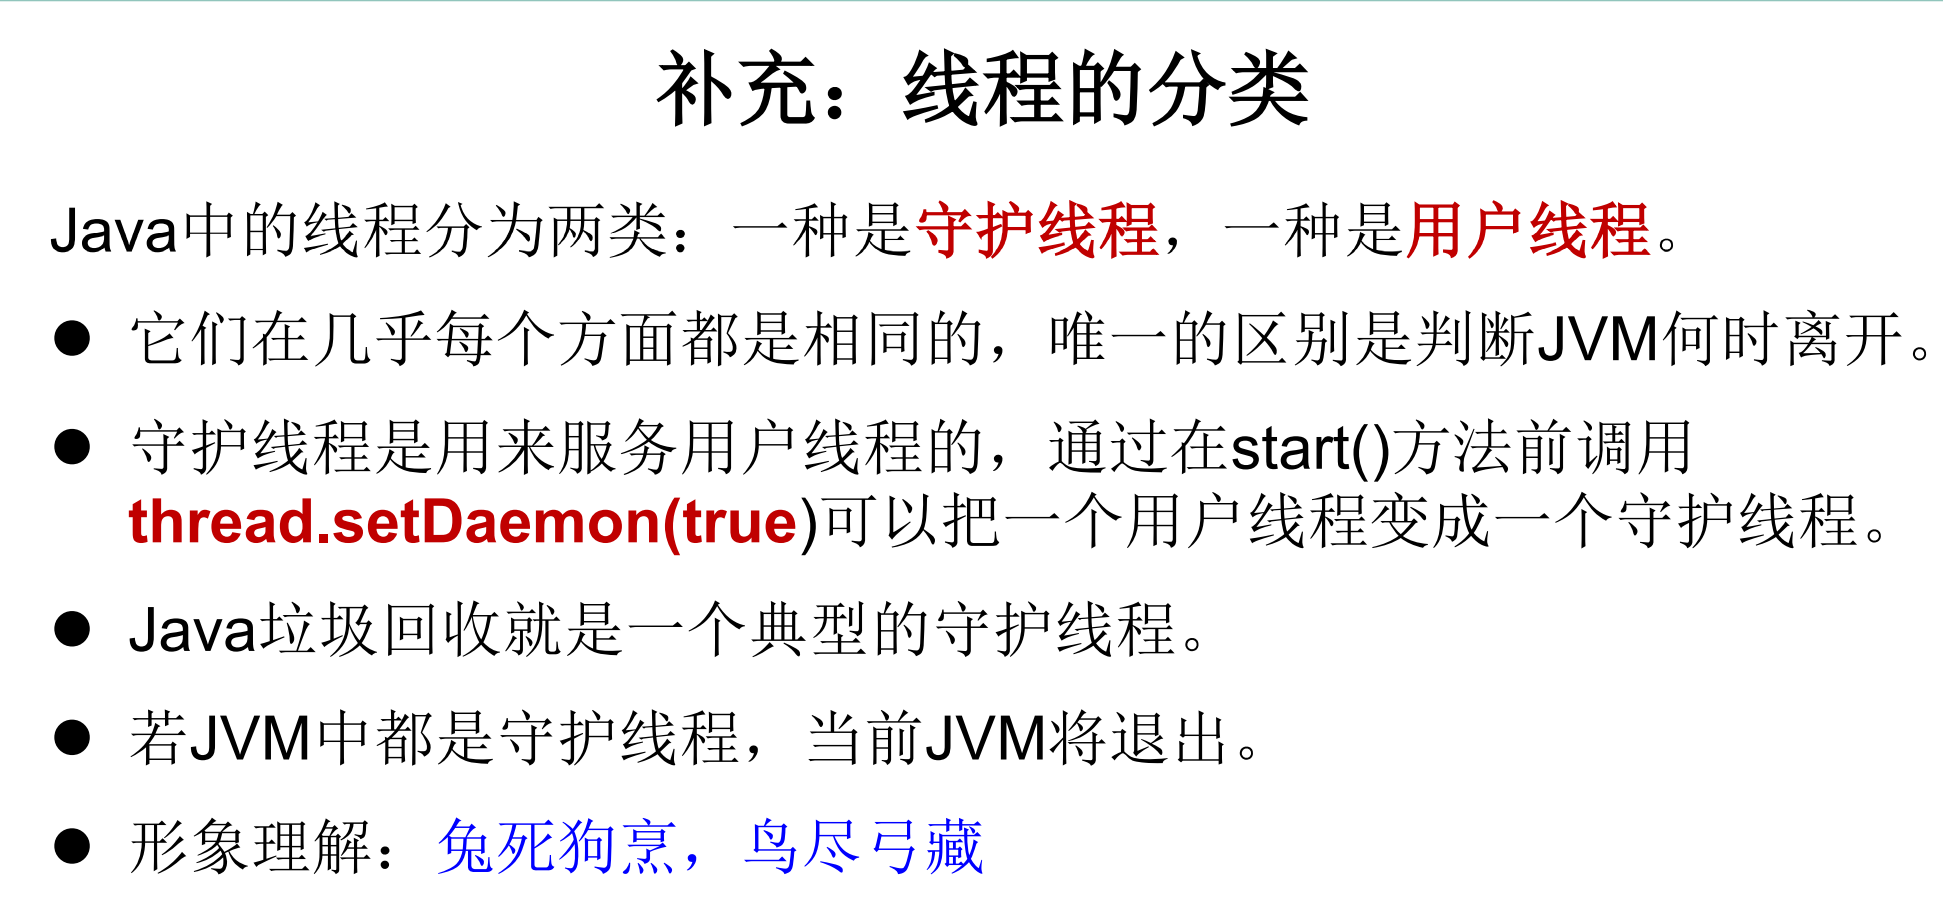 补充：线程的分类
Java中的线程分为两类：一种是守护线程，一种是用户线程。
● 它们在几乎每个方面都是相同的，唯一的区别是判断JVM何时离开。
● 守护线程是用来服务用户线程的，通过在start()方法前调用
thread.setDaemon(true)可以把一个用户线程变成一个守护线程。
● Java垃圾回收就是一个典型的守护线程。
● 若JVM中都是守护线程，当前JVM将退出。
● 形象理解：兔死狗烹，鸟尽弓藏